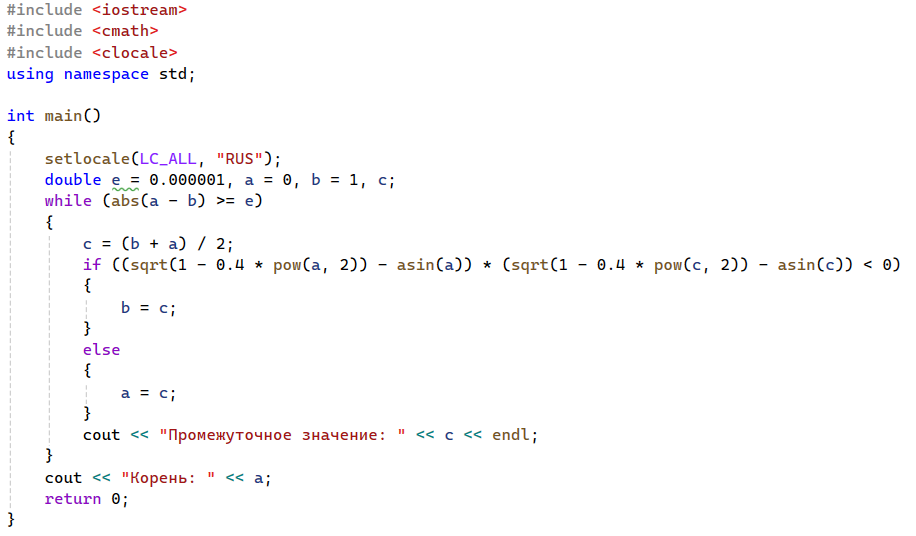 #include <iostream>
#include <cmath>
#include <clocale>
using namespace std;

int main()
{
    setlocale(LC_ALL, "RUS");
    double e = 0.000001, a = 0, b = 1, c;
    while (abs(a - b) >= e)
    {
        c = (b + a) / 2;
        if ((sqrt(1 - 0.4 * pow(a, 2)) - asin(a)) * (sqrt(1 - 0.4 * pow(c, 2)) - asin(c)) < 0)
        {
            b = c;
        }
        else
        {
            a = c;
        }
        cout << "Промежуточное значение: " << c << endl;
    }
    cout << "Корень: " << a;
    return 0;
}